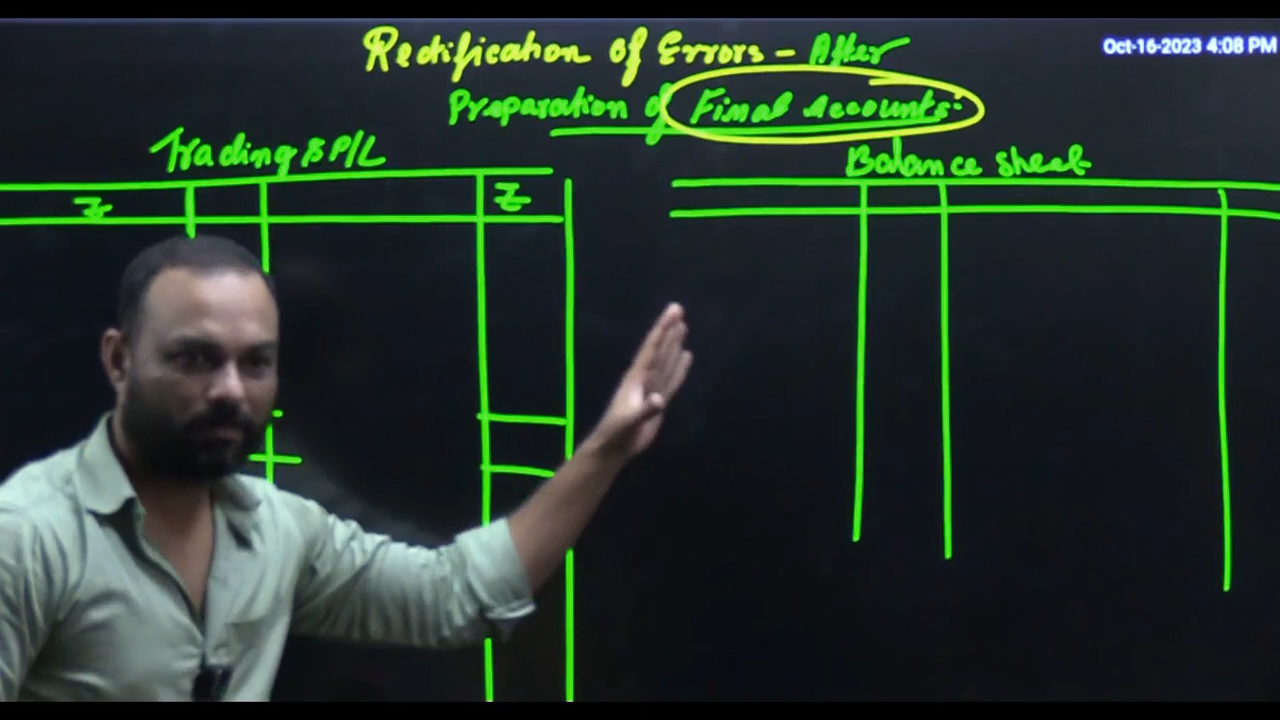 Rectification of Errors - After
Oct-16-2023 4:08 PM
Preparation of Final Accounts.
Trading & P/L
Balance sheet